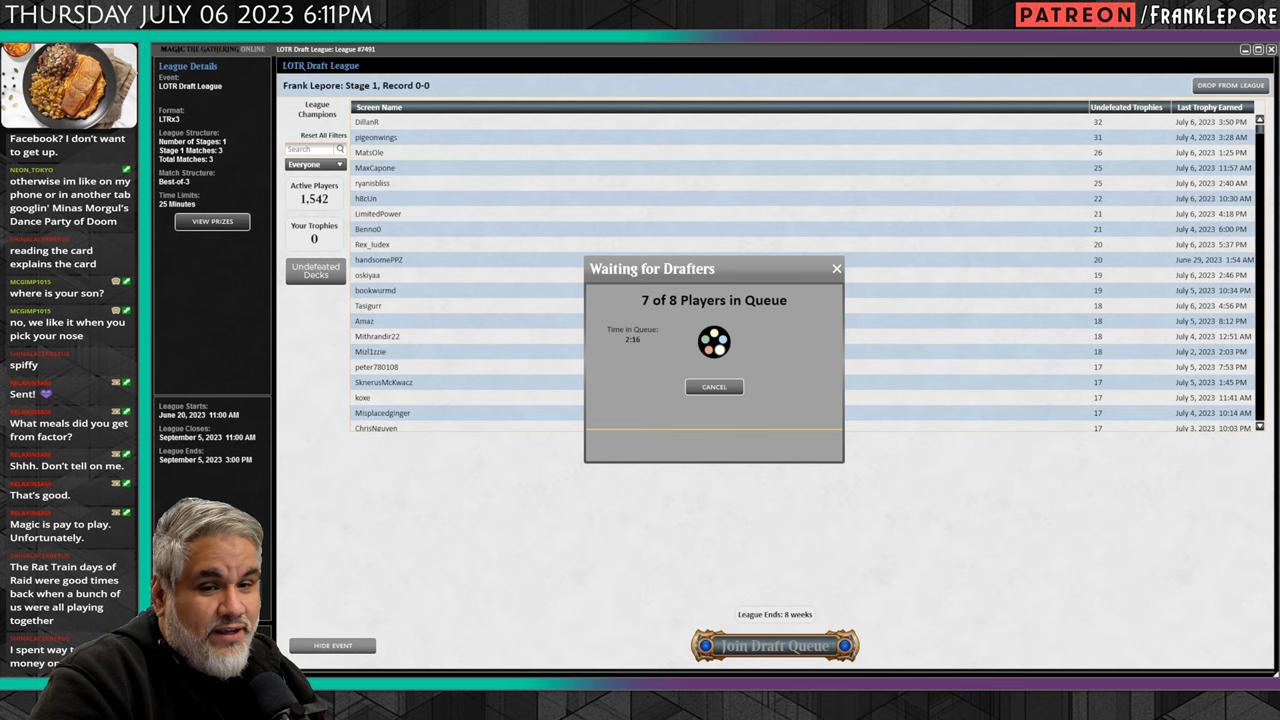 THURSDAY JULY 06 2023 6:11PM
PATREON /FRANKLEPORE
Facebook? I don't want
to get up.
NEON_TOKYO
otherwise im like on my
phone or in another tab
googlin' Minas Morgul's
Dance Party of Doom
SHINALACERBERUS
reading the card
explains the card
MCGIMP1015
where is your son?
MCGIMP1015
no, we like it when you
pick your nose
spiffy
RELAXINSAM
Sent! 💜
RELAXINSAM
What meals did you get
from factor?
RELAXINSAM
Shhh. Don't tell on me.
RELAXINSAM
That's good.
RELAXINSAM
Magic is pay to play.
Unfortunately.
The Rat Train days of
Raid were good times
back when a bunch of
us were all playing
together
I spent way
money on
MAGIC THE GATHERING ONLINE
LOTR Draft League: League #7491
League Details
Event:
LOTR Draft League
Format:
LTRx3
League Structure:
Number of Stages: 1
Stage 1 Matches: 3
Total Matches: 3
Match Structure:
Best-of-3
Time Limits:
25 Minutes
VIEW PRIZES
League Starts:
June 20, 2023 11:00 AM
League Closes:
September 5, 2023 11:00 AM
League Ends:
September 5, 2023 3:00 PM
LOTR Draft League
Frank Lepore: Stage 1, Record 0-0
DROP FROM LEAGUE
League
Champions
Reset All Filters
Search
Everyone
Active Players
1,542
Your Trophies
0
Undefeated
Decks
Screen Name Undefeated Trophies Last Trophy Earned
DillanR 32 July 6, 2023 3:50 PM
pigeonwings 31 July 4, 2023 3:28 AM
MatsOle 26 July 6, 2023 1:25 PM
MaxCapone 25 July 6, 2023 11:57 AM
ryanisbliss 25 July 6, 2023 2:40 AM
h8cUn 22 July 6, 2023 10:30 AM
LimitedPower 21 July 6, 2023 4:18 PM
Benno0 21 July 4, 2023 6:00 PM
Rex_Iudex 20 July 6, 2023 5:37 PM
handsomePPZ 20 June 29, 2023 1:54 AM
oskiyaa 19 July 6, 2023 2:46 PM
bookwurmd 19 July 5, 2023 10:34 PM
Tasigurr 18 July 6, 2023 4:56 PM
Amaz 18 July 5, 2023 8:12 PM
Mithrandir22 18 July 4, 2023 12:51 AM
Mizl1zzie 18 July 2, 2023 2:03 PM
peter780108 17 July 5, 2023 7:53 PM
SknerusMcKwacz 17 July 5, 2023 1:45 PM
koxe 17 July 5, 2023 11:41 AM
Misplacedginger 17 July 4, 2023 10:14 AM
ChrisNguyen 17 July 3, 2023 10:03 PM
Waiting for Drafters
7 of 8 Players in Queue
Time in Queue:
2:16
CANCEL
League Ends: 8 weeks
HIDE EVENT
Join Draft Queue